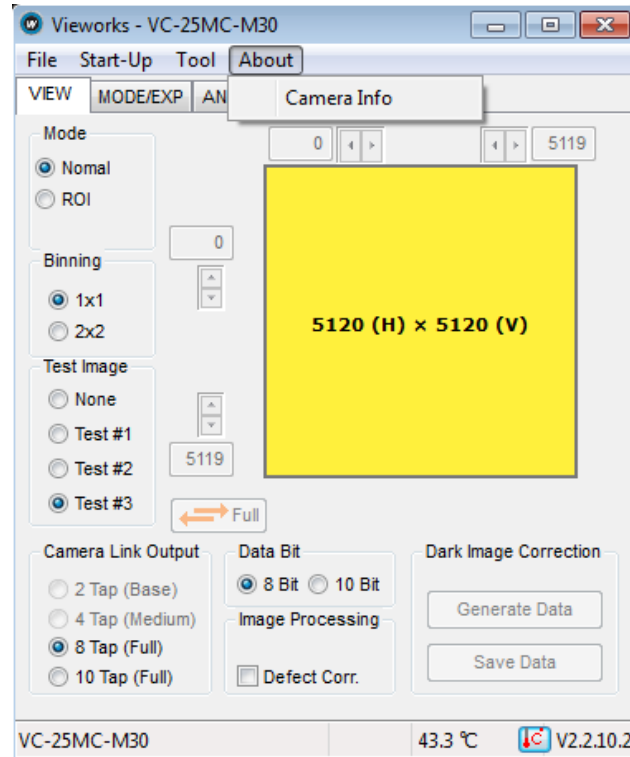 Vieworks - VC-25MC-M30
File Start-Up Tool About
VIEW MODE/EXP AN
Camera Info
Mode
Nomal
ROI
0
5119
0
Binning
1x1
2x2
5120 (H) × 5120 (V)
Test Image
None
Test #1
Test #2
Test #3
5119
Full
Camera Link Output
2 Tap (Base)
4 Tap (Medium)
8 Tap (Full)
10 Tap (Full)
Data Bit
8 Bit 10 Bit
Image Processing
Defect Corr.
Dark Image Correction
Generate Data
Save Data
VC-25MC-M30 43.3 ℃ C V2.2.10.2